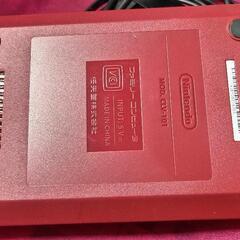 Nintendo
MOD. CLV-101
ファミリーコンピュータ
INPUT: 5V
MADE IN CHINA
任天堂株式会社